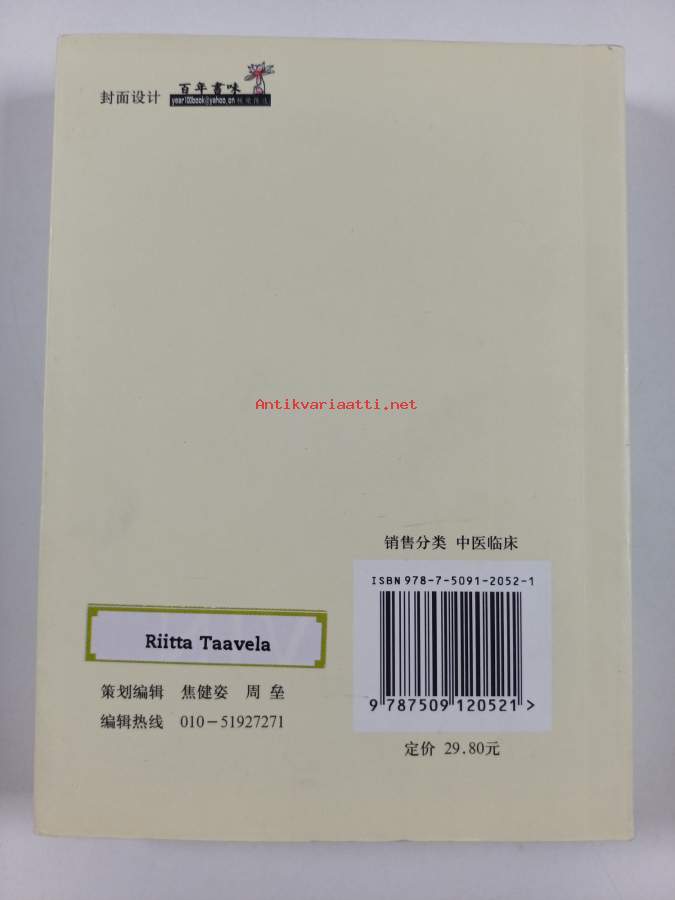 封面设计 百年書味
year100book@yahoo.cn
Antikvariaatti.net
销售分类 中医临床
ISBN 978-7-5091-2052-1
9 787509 120521 >
定价 29.80元
Riitta Taavela
策划编辑 焦健姿 周 垒
编辑热线 010-51927271